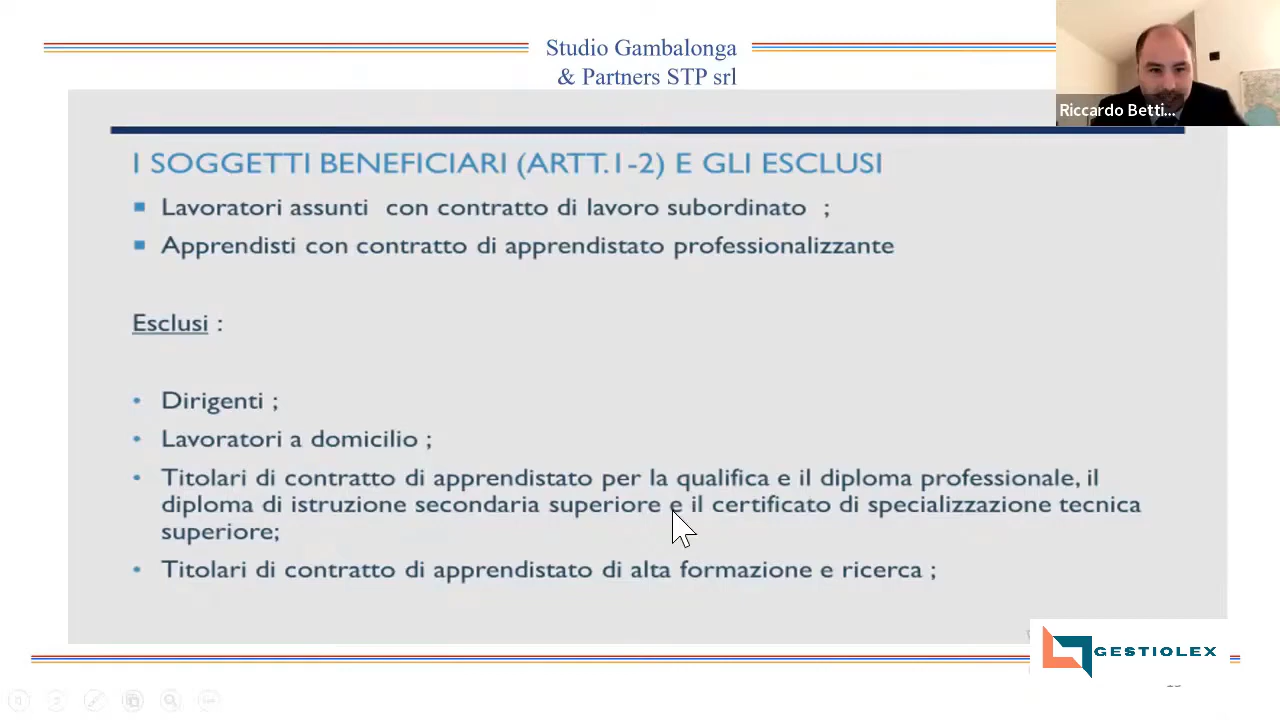 Studio Gambalonga
& Partners STP srl
Riccardo Betti...
I SOGGETTI BENEFICIARI (ARTT.1-2) E GLI ESCLUSI
Lavoratori assunti con contratto di lavoro subordinato ;
Apprendisti con contratto di apprendistato professionalizzante
Esclusi :
Dirigenti ;
Lavoratori a domicilio ;
Titolari di contratto di apprendistato per la qualifica e il diploma professionale, il
diploma di istruzione secondaria superiore e il certificato di specializzazione tecnica
superiore;
Titolari di contratto di apprendistato di alta formazione e ricerca ;
GESTIOLEX